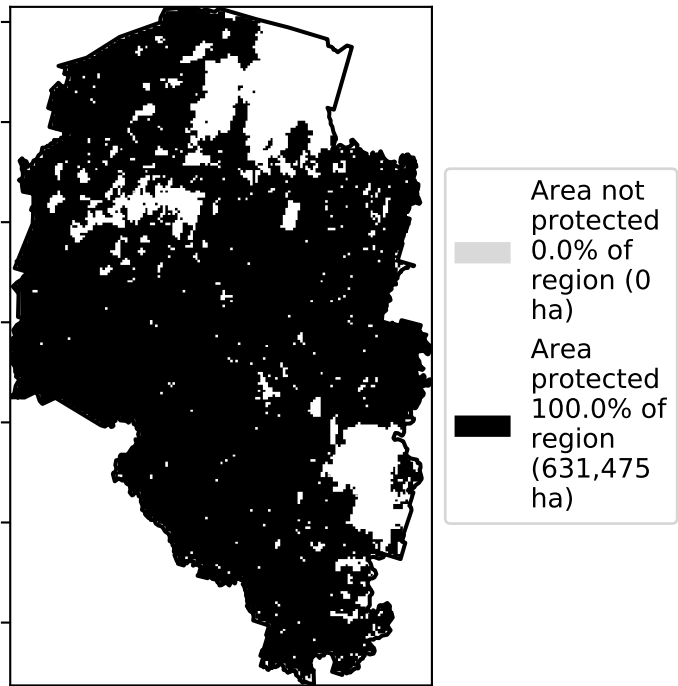 Area not
protected
0.0% of
region (0
ha)
Area
protected
100.0% of
region
(631,475
ha)